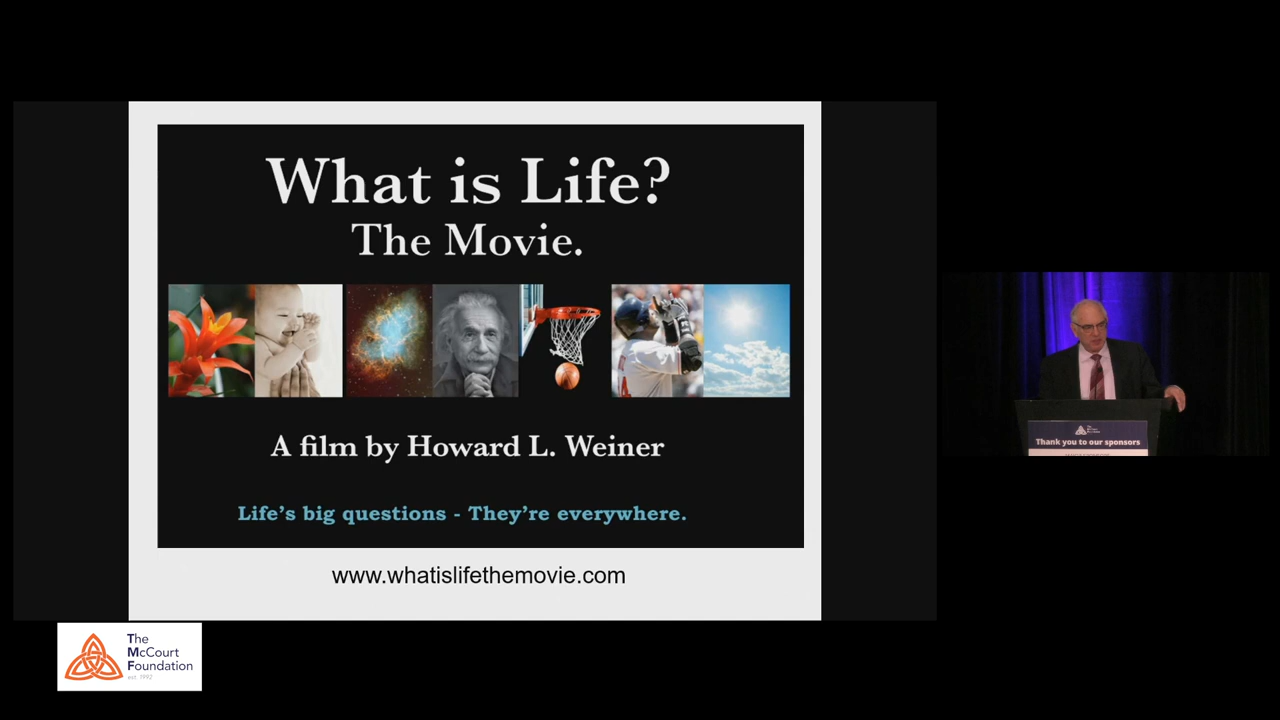 What is Life?
The Movie.
A film by Howard L. Weiner
Life's big questions - They're everywhere.
www.whatislifethemovie.com
The
McCourt
Foundation
est. 1992
Thank you to our sponsors